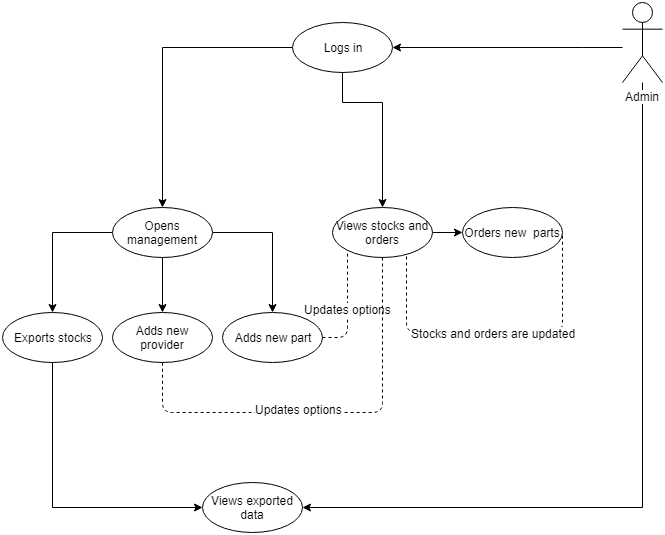 Logs in
Admin
Opens
management
Views stocks and
orders
Orders new parts
Updates options
Exports stocks
Adds new
provider
Adds new part
Stocks and orders are updated
Updates options
Views exported
data